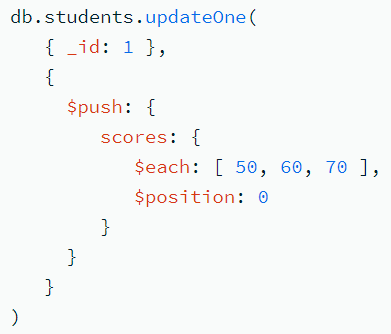 db.students.updateOne(
   { _id: 1 },
   {
     $push: {
        scores: {
           $each: [ 50, 60, 70 ],
           $position: 0
        }
     }
   }
)